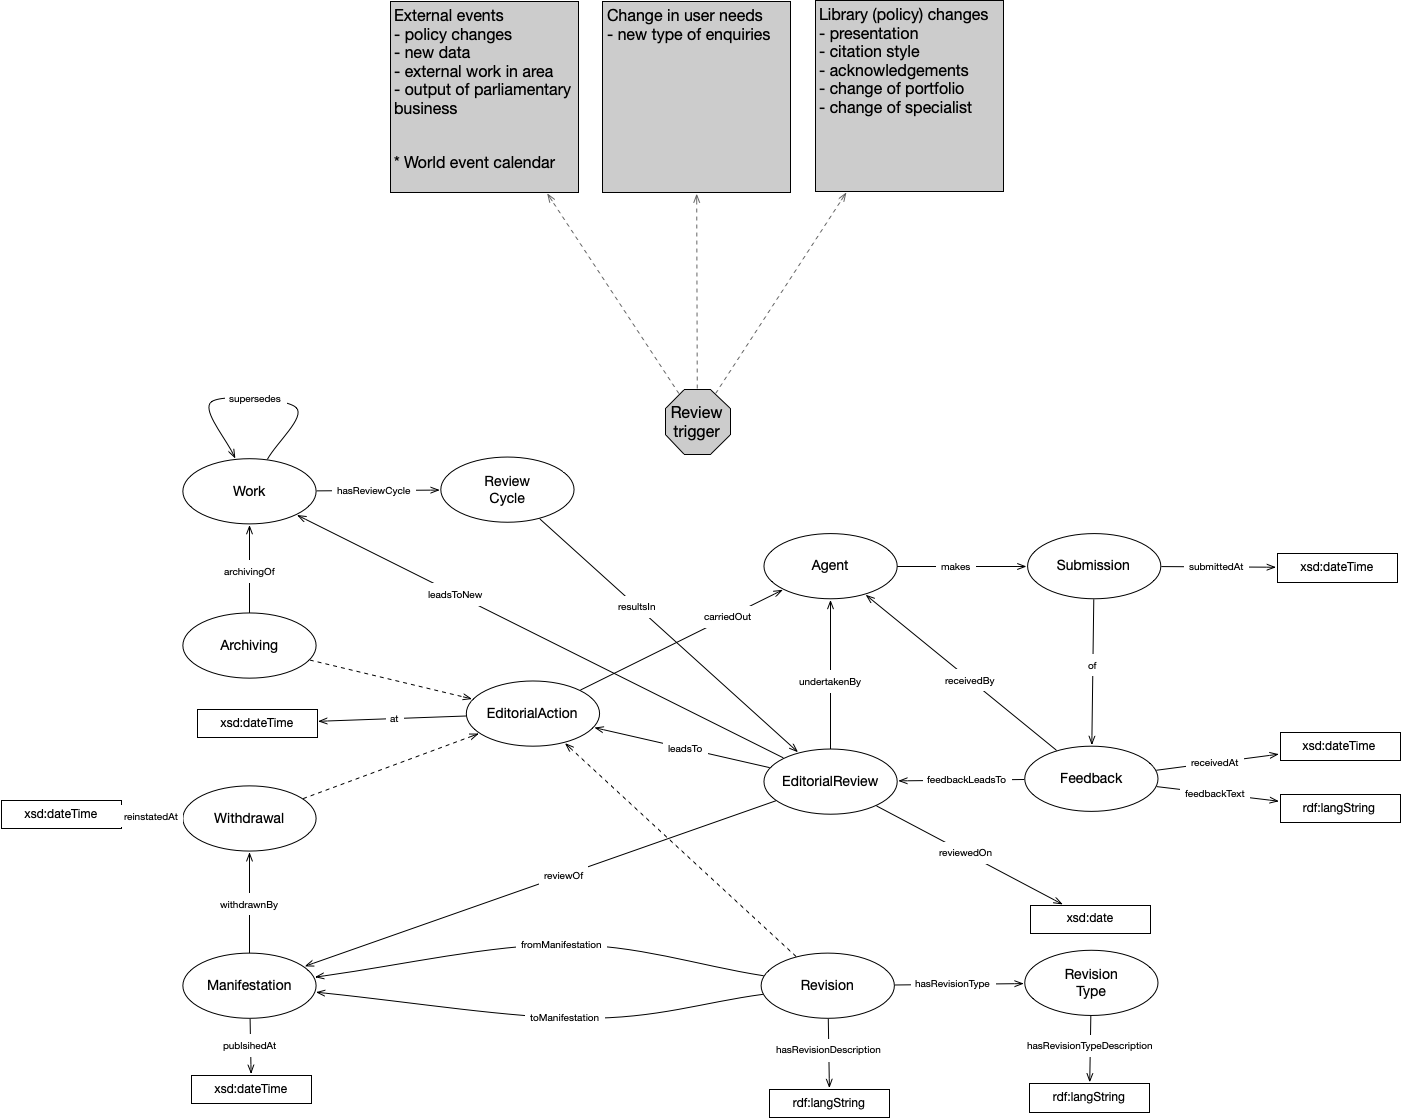 External events
- policy changes
- new data
- external work in area
- output of parliamentary
business
* World event calendar
Change in user needs
- new type of enquiries
Library (policy) changes
- presentation
- citation style
- acknowledgements
- change of portfolio
- change of specialist
Review
trigger
supersedes
Work
hasReviewCycle
Review
Cycle
archivingOf
leadsToNew
resultsIn
Agent
makes
Submission
submittedAt
xsd:dateTime
carriedOut
Archiving
undertakenBy
receivedBy
of
xsd:dateTime
at
EditorialAction
leadsTo
EditorialReview
feedbackLeadsTo
Feedback
receivedAt
xsd:dateTime
feedbackText
rdf:langString
xsd:dateTime
reinstatedAt
Withdrawal
reviewedOn
reviewOf
withdrawnBy
xsd:date
fromManifestation
Manifestation
Revision
hasRevisionType
Revision
Type
toManifestation
publsihedAt
hasRevisionDescription
hasRevisionTypeDescription
xsd:dateTime
rdf:langString
rdf:langString